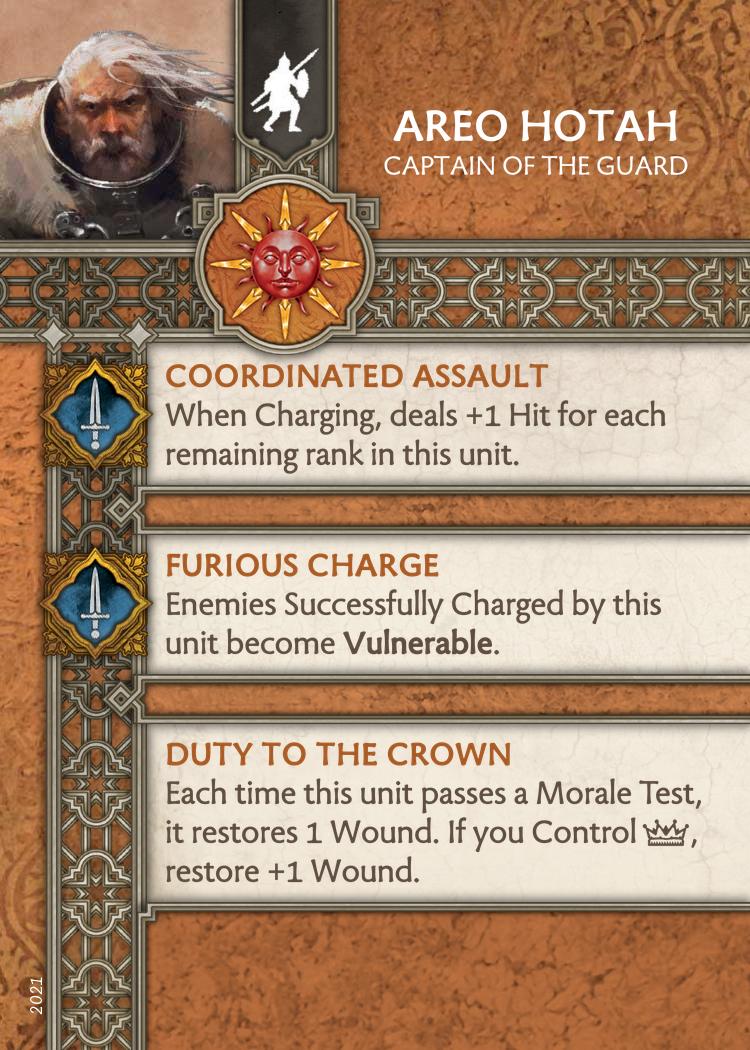 AREO HOTAH
CAPTAIN OF THE GUARD
COORDINATED ASSAULT
When Charging, deals +1 Hit for each
remaining rank in this unit.
FURIOUS CHARGE
Enemies Successfully Charged by this
unit become Vulnerable.
DUTY TO THE CROWN
Each time this unit passes a Morale Test,
it restores 1 Wound. If you Control ,
restore +1 Wound.
2021